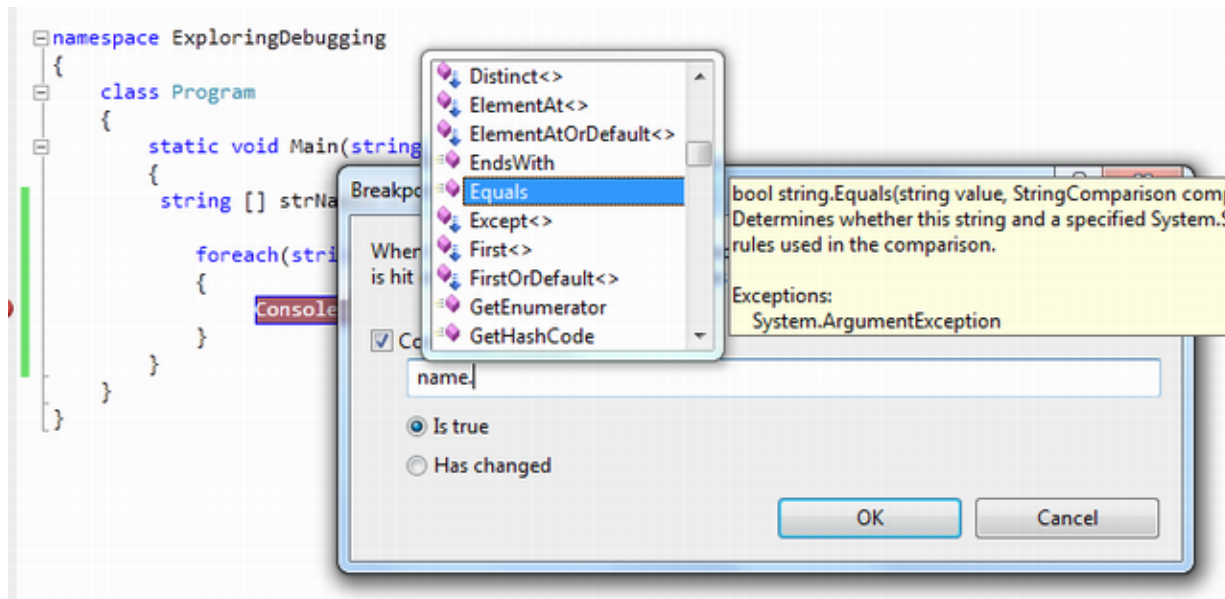 namespace ExploringDebugging
{
class Program
{
static void Main(string
{
string [] strNa
foreach(stri
{
Console
}
}
}
}
Distinct<>
ElementAt<>
ElementAtOrDefault<>
EndsWith
Equals
Except<>
First<>
FirstOrDefault<>
GetEnumerator
GetHashCode
Breakpo
bool string.Equals(string value, StringComparison comp
Determines whether this string and a specified System.S
rules used in the comparison.
Exceptions:
System.ArgumentException
When
is hit
Co
name.
Is true
Has changed
OK
Cancel